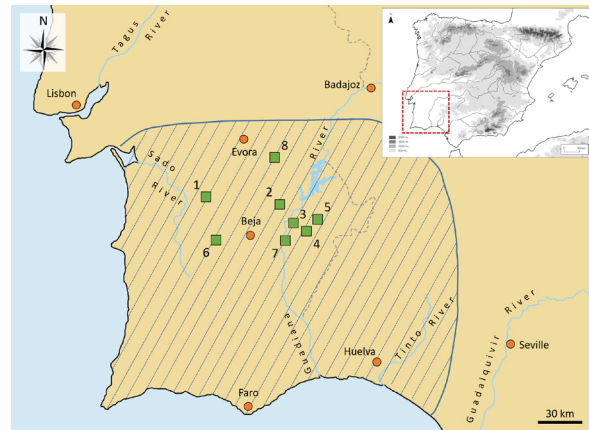 N
Tagus
River
Lisbon
Badajoz
Evora
8
River
Sado
River
1
2
3
5
4
Beja
6
7
Guadiana
Huelva
Tinto River
Guadalquivir
River
Seville
Faro
30 km